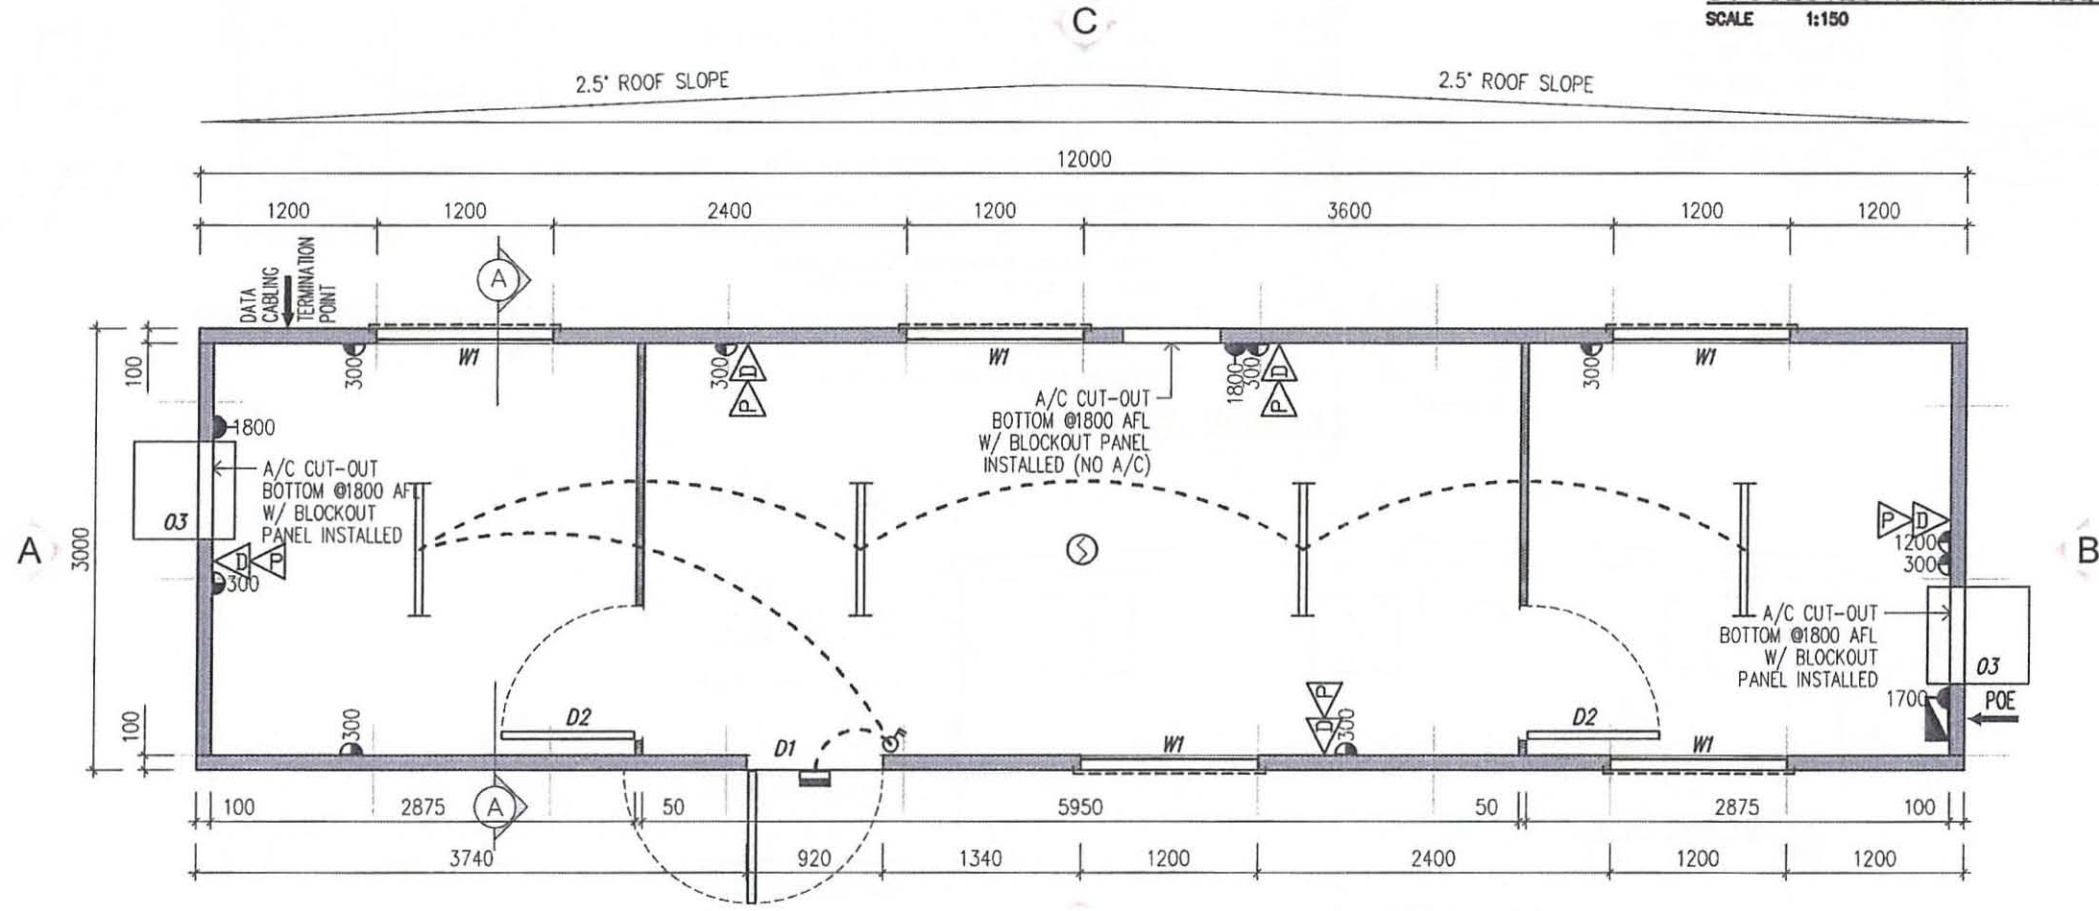 SCALE 1:150
C
2.5° ROOF SLOPE
2.5° ROOF SLOPE
12000
1200
1200
2400
1200
3600
1200
1200
DATA
CABLING
TERMINATION
POINT
A
100
300
W1
300
D
P
W1
1800
300
D
P
300
W1
A/C CUT-OUT
BOTTOM @1800 AFL
W/ BLOCKOUT PANEL
INSTALLED (NO A/C)
1800
A/C CUT-OUT
BOTTOM @1800 AFL
W/ BLOCKOUT
PANEL INSTALLED
03
A
3000
D
P
300
P
D
1200
300
B
A/C CUT-OUT
BOTTOM @1800 AFL
W/ BLOCKOUT
PANEL INSTALLED
03
1700
POE
100
300
D2
D1
W1
P
D
300
D2
W1
100
2875
A
50
5950
50
2875
100
3740
920
1340
1200
2400
1200
1200